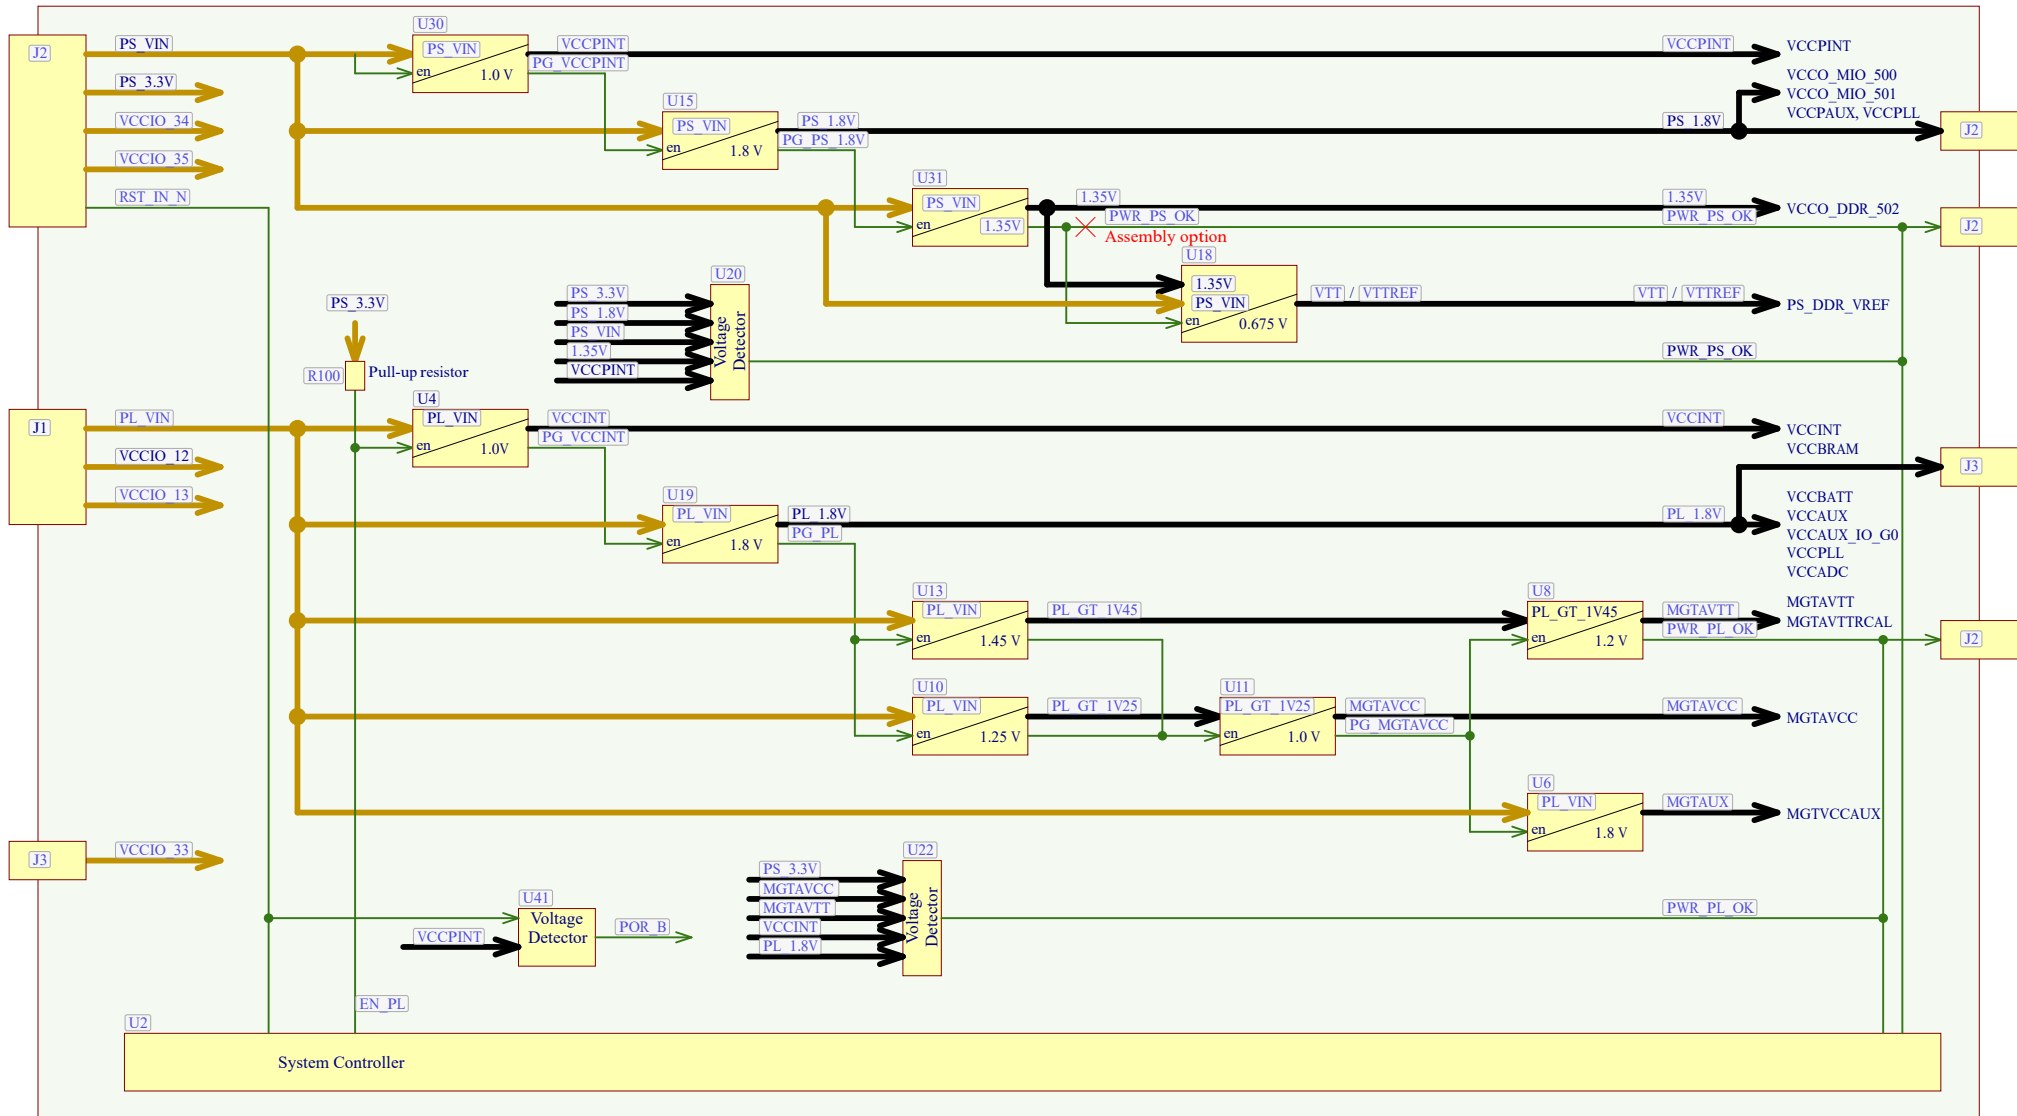 U30
J2
PS_VIN
PS_VIN
VCCPINT
VCCPINT
VCCPINT
en
1.0 V
PG_VCCPINT
PS_3.3V
VCCO_MIO_500
VCCO_MIO_501
VCCPAUX, VCCPLL
U15
VCCIO_34
PS_VIN
PS_1.8V
PS_1.8V
J2
en
1.8 V
PG_PS_1.8V
VCCIO_35
U31
RST_IN_N
PS_VIN
1.35V
1.35V
VCCO_DDR_502
en
1.35V
PWR_PS_OK
PWR_PS_OK
J2
Assembly option
U18
U20
1.35V
PS_3.3V
PS_VIN
VTT / VTTREF
VTT / VTTREF
PS_DDR_VREF
PS_1.8V
en
0.675 V
PS_VIN
1.35V
VCCPINT
Voltage
Detector
PWR_PS_OK
PS_3.3V
R100
Pull-up resistor
U4
J1
PL_VIN
PL_VIN
VCCINT
VCCINT
VCCINT
VCCBRAM
en
1.0V
PG_VCCINT
VCCIO_12
J3
VCCIO_13
U19
PL_VIN
PL_1.8V
PL_1.8V
VCCBATT
VCCAUX
VCCAUX_IO_G0
VCCPLL
VCCADC
en
1.8 V
PG_PL
U13
PL_VIN
PL_GT_1V45
U8
PL_GT_1V45
MGTAVTT
MGTAVTT
MGTAVTTRCAL
en
1.45 V
en
1.2 V
PWR_PL_OK
J2
U10
PL_VIN
PL_GT_1V25
U11
PL_GT_1V25
MGTAVCC
MGTAVCC
MGTAVCC
en
1.25 V
en
1.0 V
PG_MGTAVCC
U6
PL_VIN
MGTAUX
MGTVCCAUX
en
1.8 V
J3
VCCIO_33
U22
PS_3.3V
MGTAVCC
MGTAVTT
VCCINT
PL_1.8V
Voltage
Detector
PWR_PL_OK
U41
Voltage
Detector
VCCPINT
POR_B
EN_PL
U2
System Controller